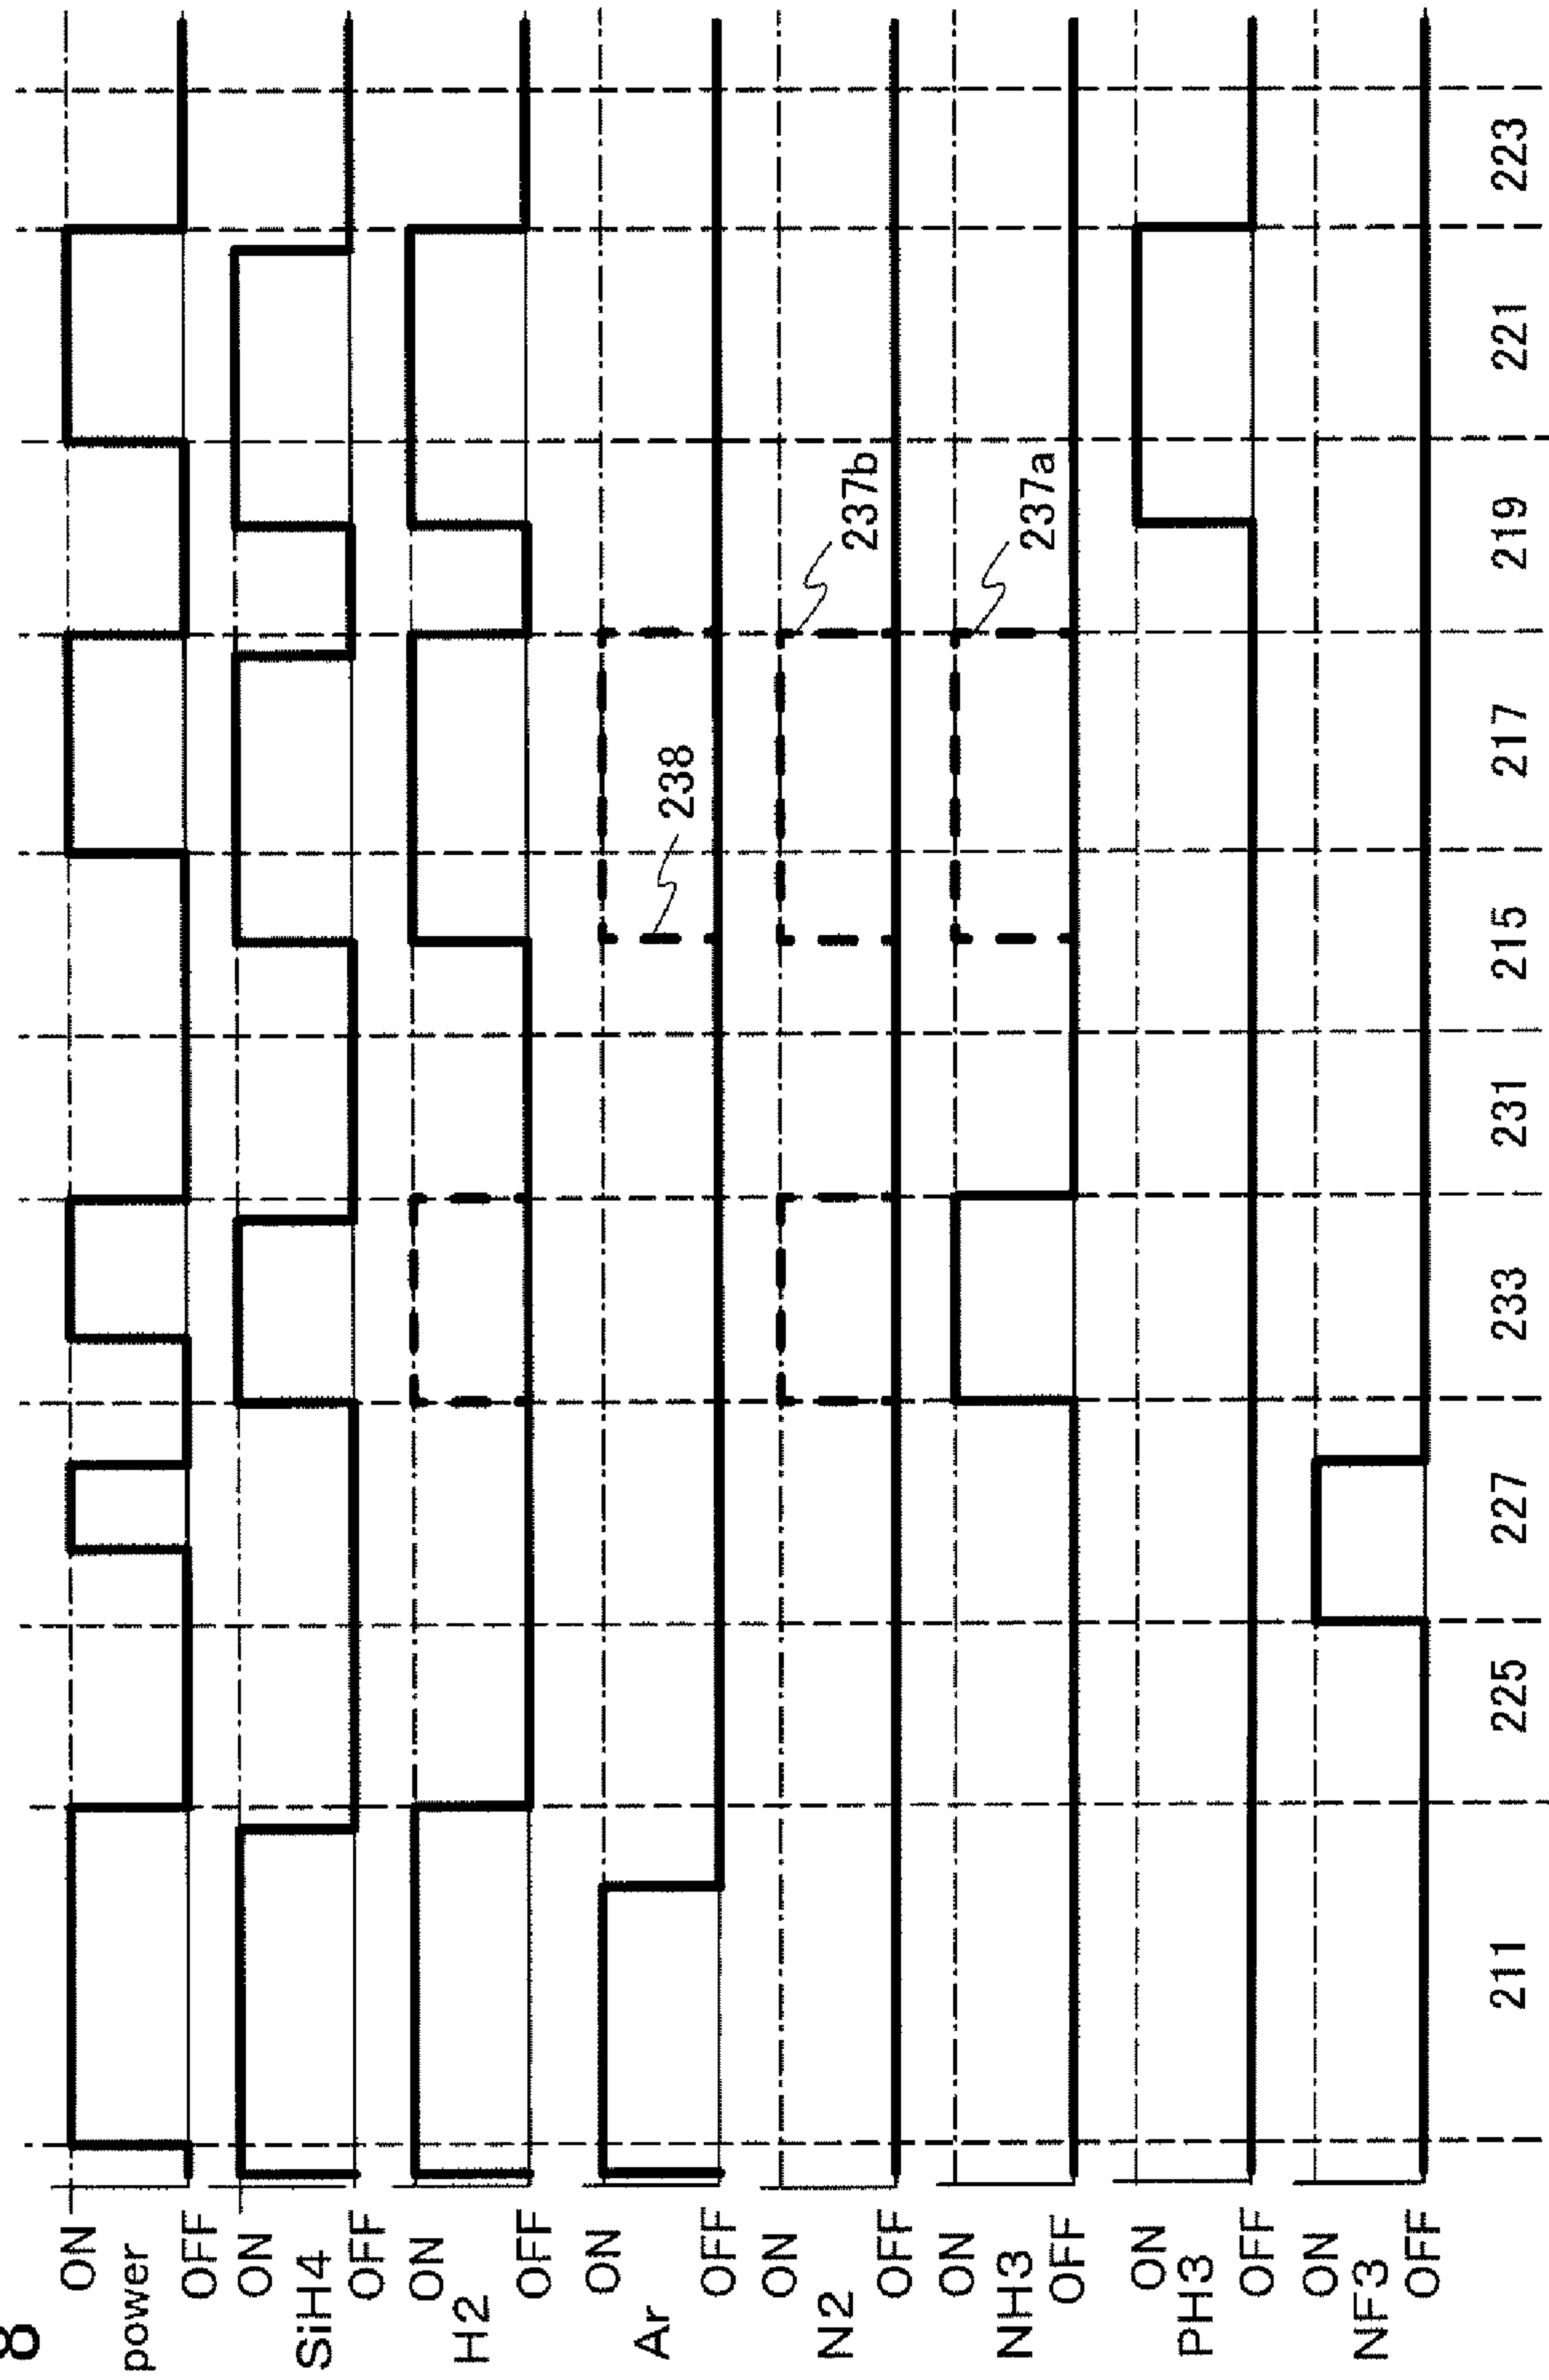 8
ON
power
OFF
ON
SiH4
OFF
ON
H2
OFF
ON
Ar
OFF
ON
N2
OFF
ON
NH3
OFF
ON
PH3
OFF
ON
NF3
OFF
238
237b
237a
211 225 227 233 231 215 217 219 221 223